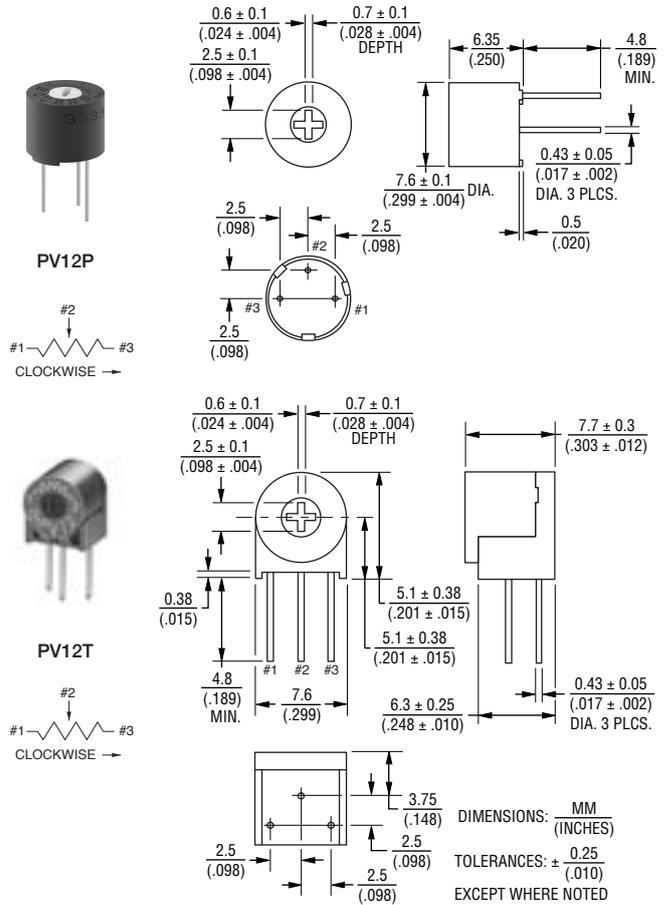 0.6 ± 0.1
(.024 ± .004)
0.7 ± 0.1
(.028 ± .004)
DEPTH
2.5 ± 0.1
(.098 ± .004)
6.35
(.250)
4.8
(.189)
MIN.
7.6 ± 0.1
(.299 ± .004)
DIA.
0.43 ± 0.05
(.017 ± .002)
DIA. 3 PLCS.
0.5
(.020)
3339
PV12P
2.5
(.098)
2.5
(.098)
#2
#3
#1
2.5
(.098)
#2
#1
#3
CLOCKWISE
0.6 ± 0.1
(.024 ± .004)
0.7 ± 0.1
(.028 ± .004)
DEPTH
2.5 ± 0.1
(.098 ± .004)
7.7 ± 0.3
(.303 ± .012)
0.38
(.015)
5.1 ± 0.38
(.201 ± .015)
5.1 ± 0.38
(.201 ± .015)
#1 #2 #3
4.8
(.189)
MIN.
7.6
(.299)
6.3 ± 0.25
(.248 ± .010)
0.43 ± 0.05
(.017 ± .002)
DIA. 3 PLCS.
PV12T
#2
#1
#3
CLOCKWISE
3.75
(.148)
2.5
(.098)
2.5
(.098)
2.5
(.098)
DIMENSIONS: MM
(INCHES)
TOLERANCES: ± 0.25
(.010)
EXCEPT WHERE NOTED